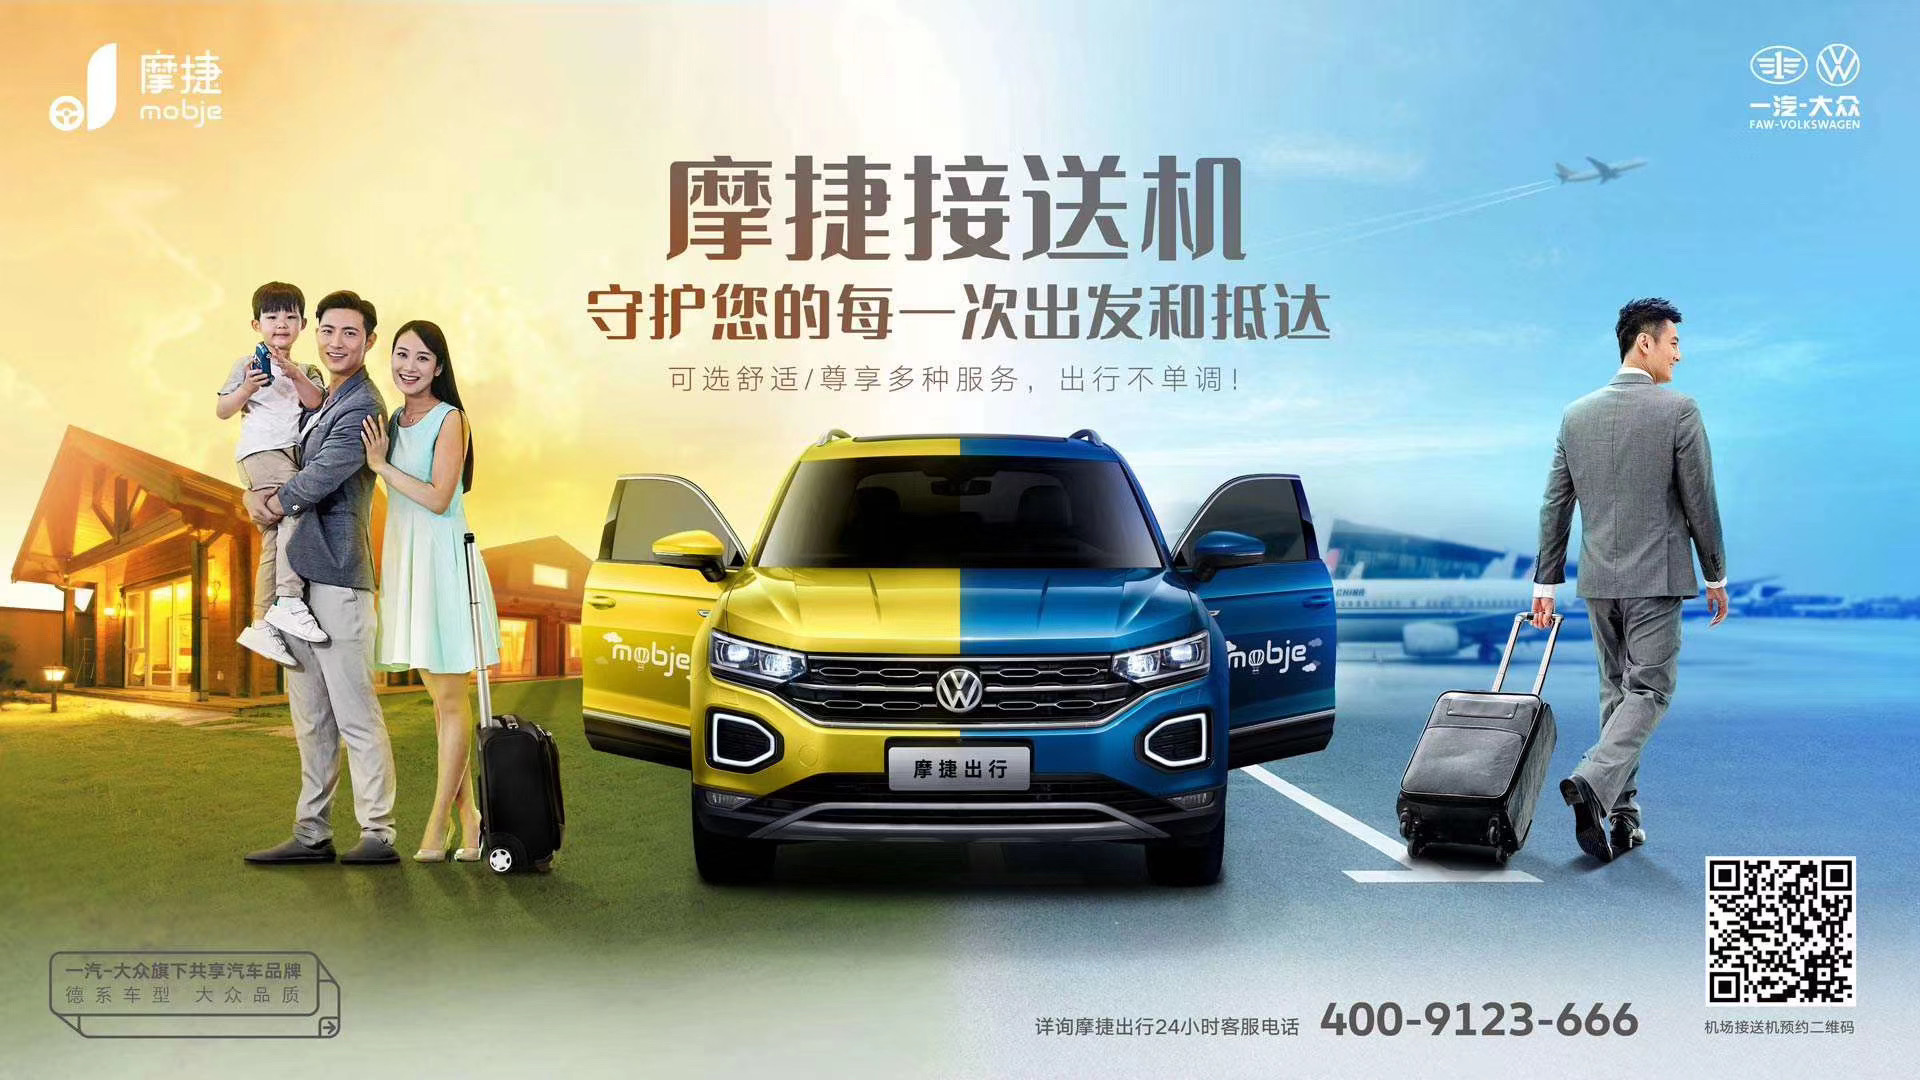 摩捷
mobje
一汽-大众
FAW-VOLKSWAGEN
摩捷接送机
守护您的每一次出发和抵达
可选舒适/尊享多种服务，出行不单调！
CHINA
mobje
mobje
摩捷出行
一汽-大众旗下共享汽车品牌
德系车型 大众品质
详询摩捷出行24小时客服电话 400-9123-666
机场接送机预约二维码